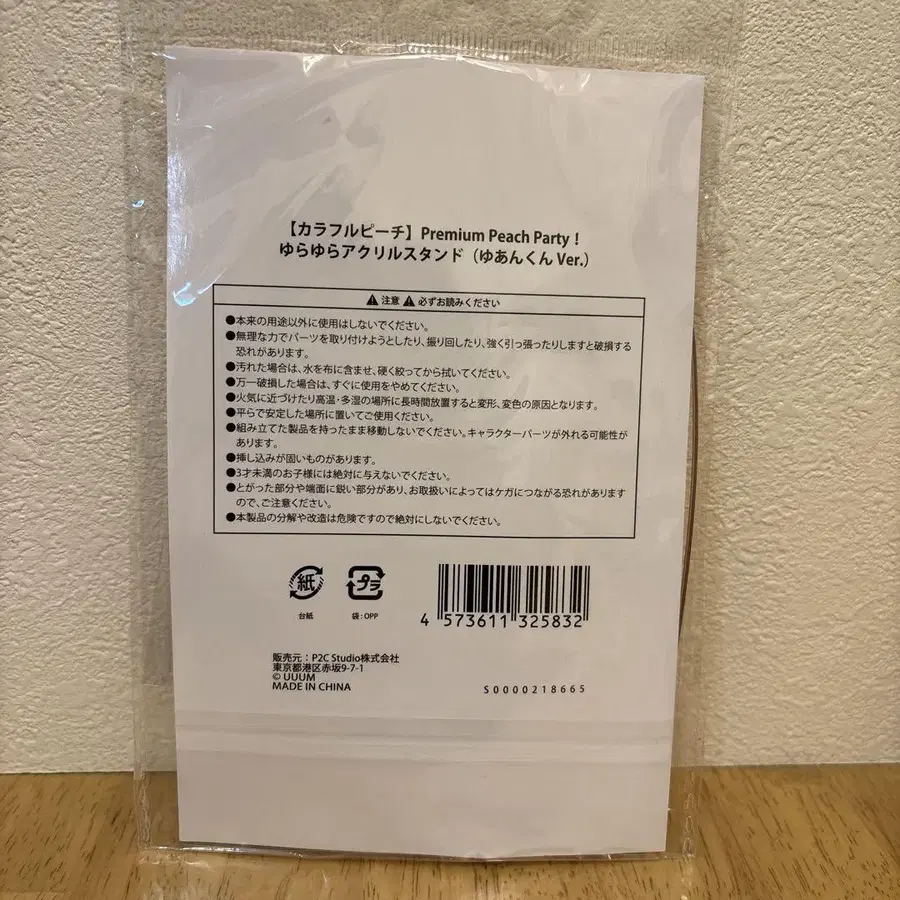 【カラフルピーチ】Premium Peach Party！
ゆらゆらアクリルスタンド（ゆあんくん Ver.）
⚠ 注意 ⚠ 必ずお読みください
●本来の用途以外に使用はしないでください。
●無理な力でパーツを取り付けようとしたり、振り回したり、強く引っ張ったりしますと破損する
恐れがあります。
●汚れた場合は、水を布に含ませ、硬く絞ってから拭いてください。
●万一破損した場合は、すぐに使用をやめてください。
●火気に近づけたり高温・多湿の場所に長時間放置すると変形、変色の原因となります。
●平らで安定した場所に置いてご使用ください。
●組み立てた製品を持ったまま移動しないでください。キャラクターパーツが外れる可能性が
あります。
●挿し込みが固いものがあります。
●3才未満のお子様には絶対に与えないでください。
●とがった部分や端面に鋭い部分があり、お取扱いによってはケガにつながる恐れがあります
ので、ご注意ください。
●本製品の分解や改造は危険ですので絶対にしないでください。
紙
プラ
台紙
袋：OPP
4 573611 325832
販売元：P2C Studio株式会社
東京都港区赤坂9-7-1
© UUUM
MADE IN CHINA
S0000218665